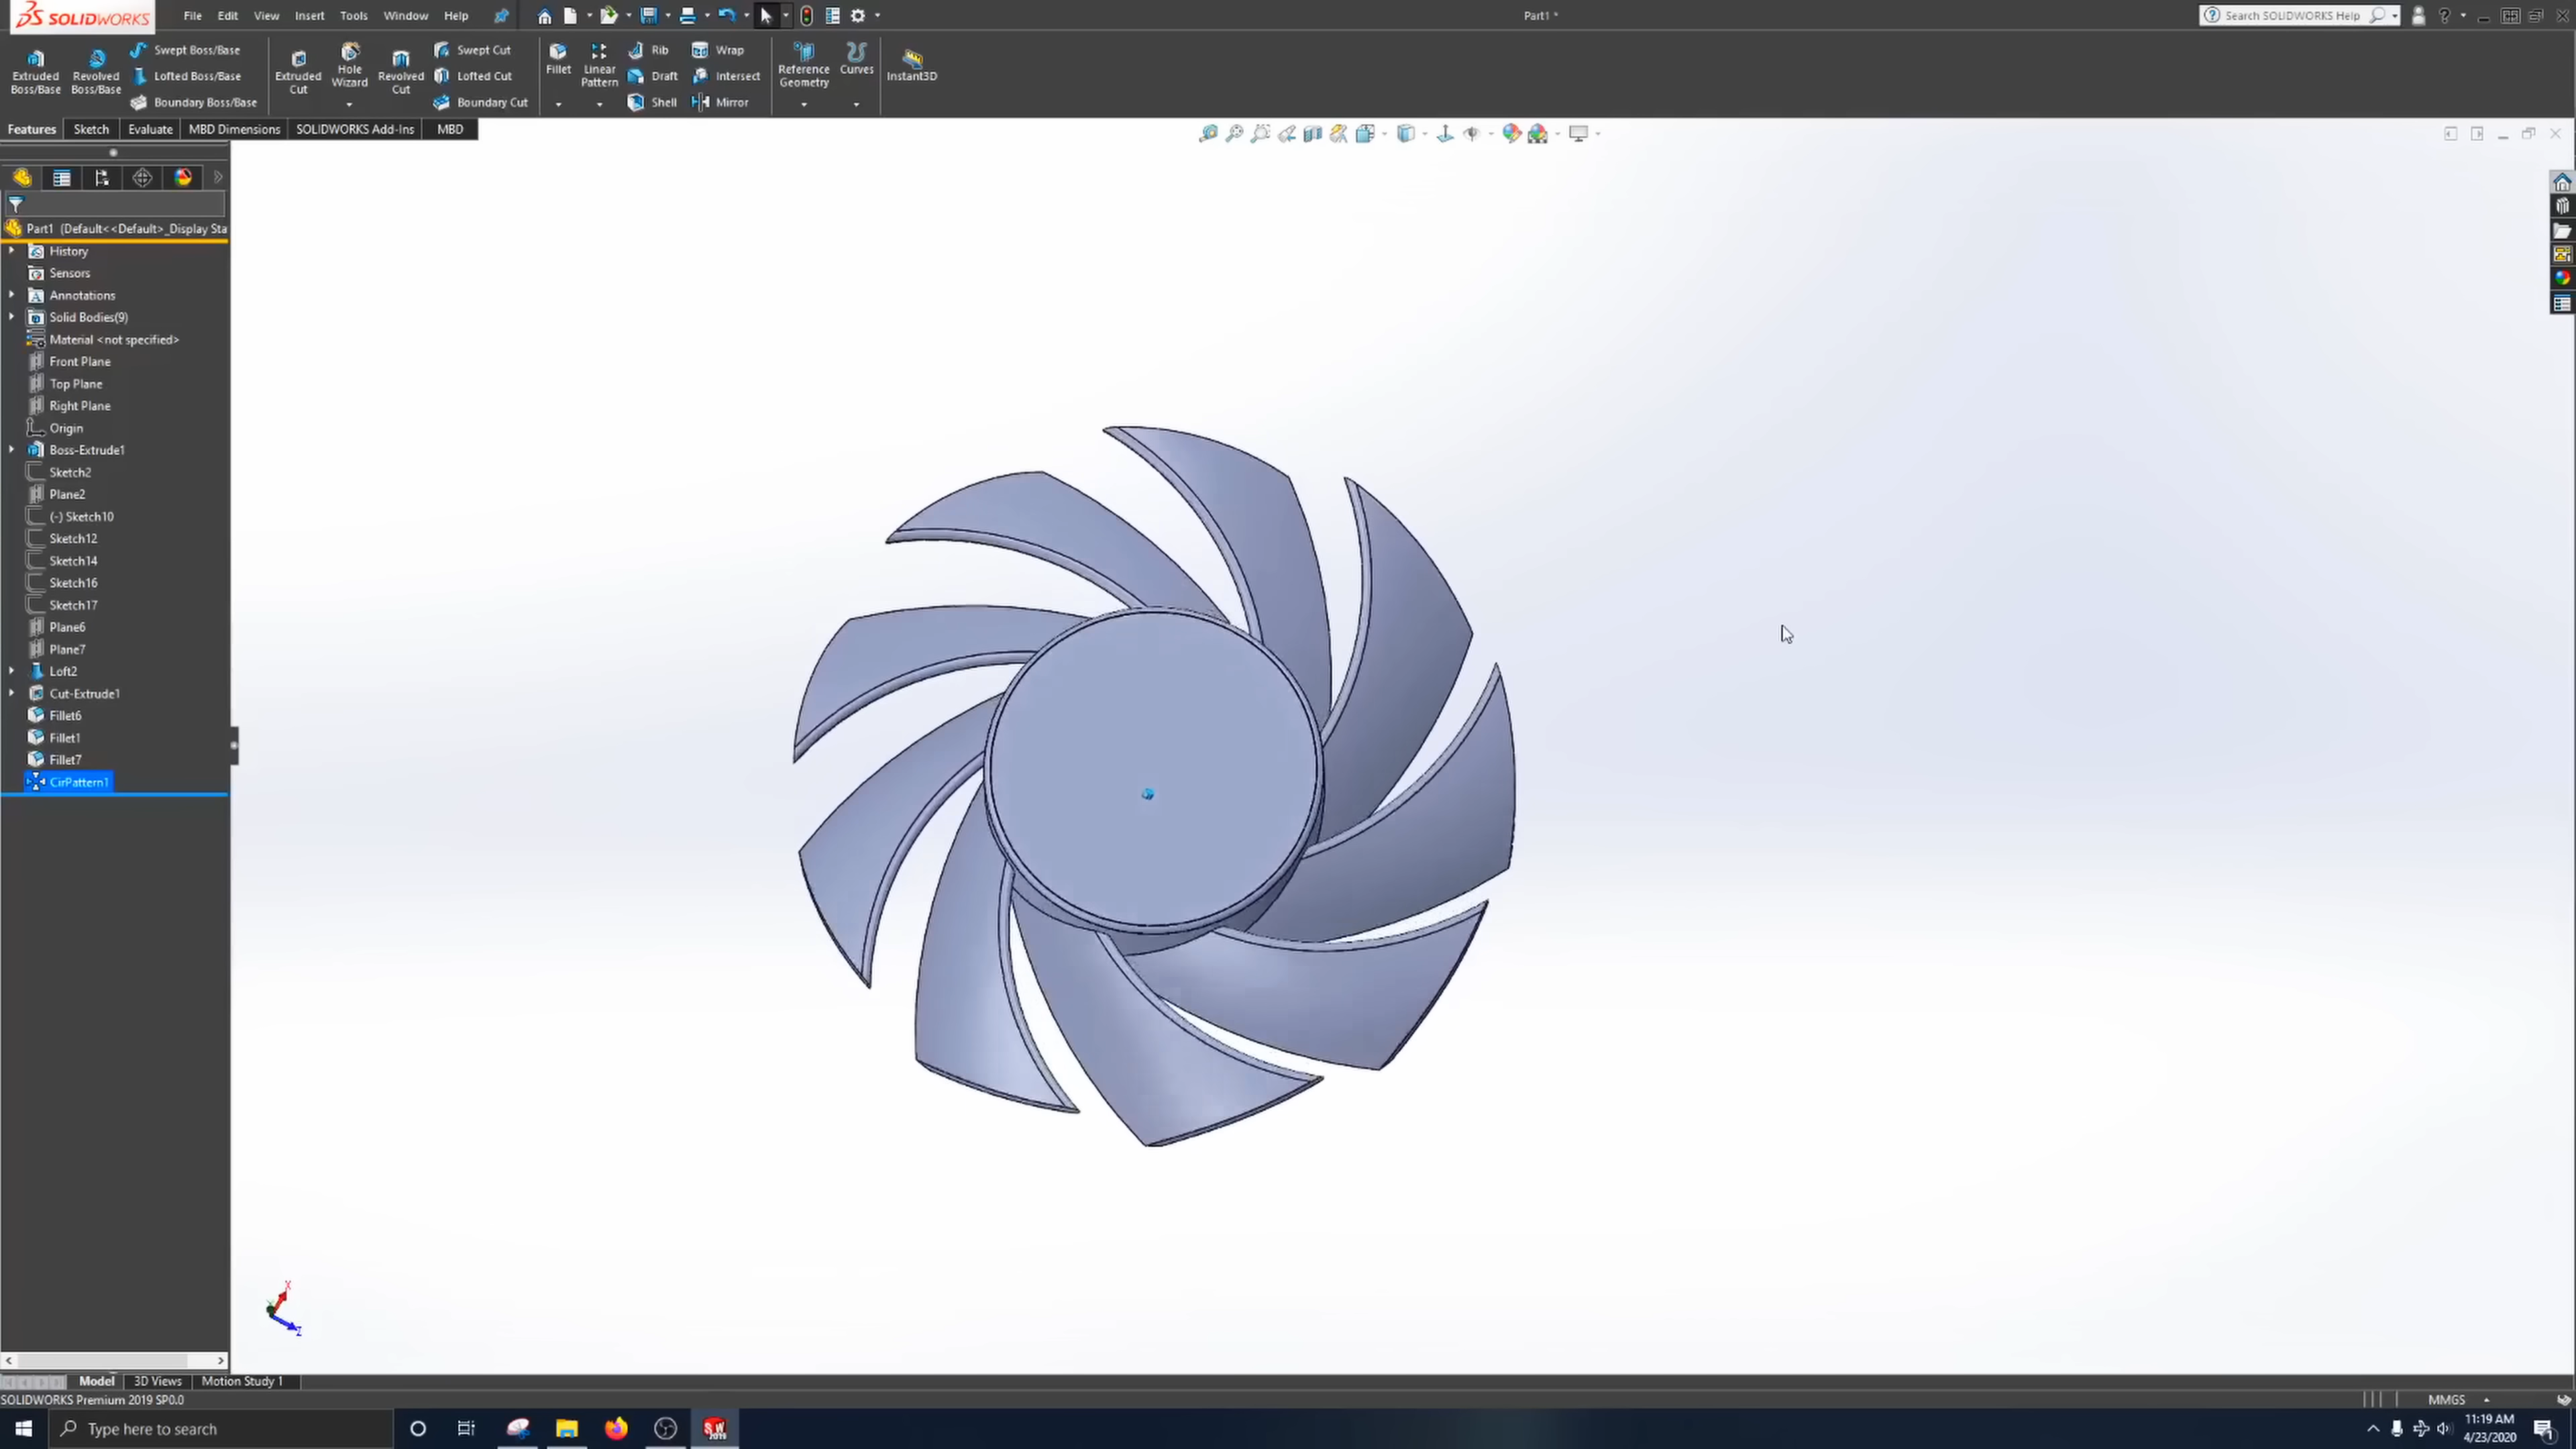 SOLIDWORKS File Edit View Insert Tools Window Help Part1 * Search SOLIDWORKS Help
Extruded Boss/Base
Revolved Boss/Base
Swept Boss/Base
Lofted Boss/Base
Boundary Boss/Base
Extruded Cut
Hole Wizard
Revolved Cut
Swept Cut
Lofted Cut
Boundary Cut
Fillet
Linear Pattern
Rib
Draft
Shell
Wrap
Intersect
Mirror
Reference Geometry
Curves
Instant3D
Features Sketch Evaluate MBD Dimensions SOLIDWORKS Add-Ins MBD
Part1 (Default<<Default>_Display Sta
History
Sensors
Annotations
Solid Bodies(9)
Material <not specified>
Front Plane
Top Plane
Right Plane
Origin
Boss-Extrude1
Sketch2
Plane2
(-) Sketch10
Sketch12
Sketch14
Sketch16
Sketch17
Plane6
Plane7
Loft2
Cut-Extrude1
Fillet6
Fillet1
Fillet7
CirPattern1
X
Z
Model 3D Views Motion Study 1
SOLIDWORKS Premium 2019 SP0.0 MMGS
Type here to search
11:19 AM
4/23/2020